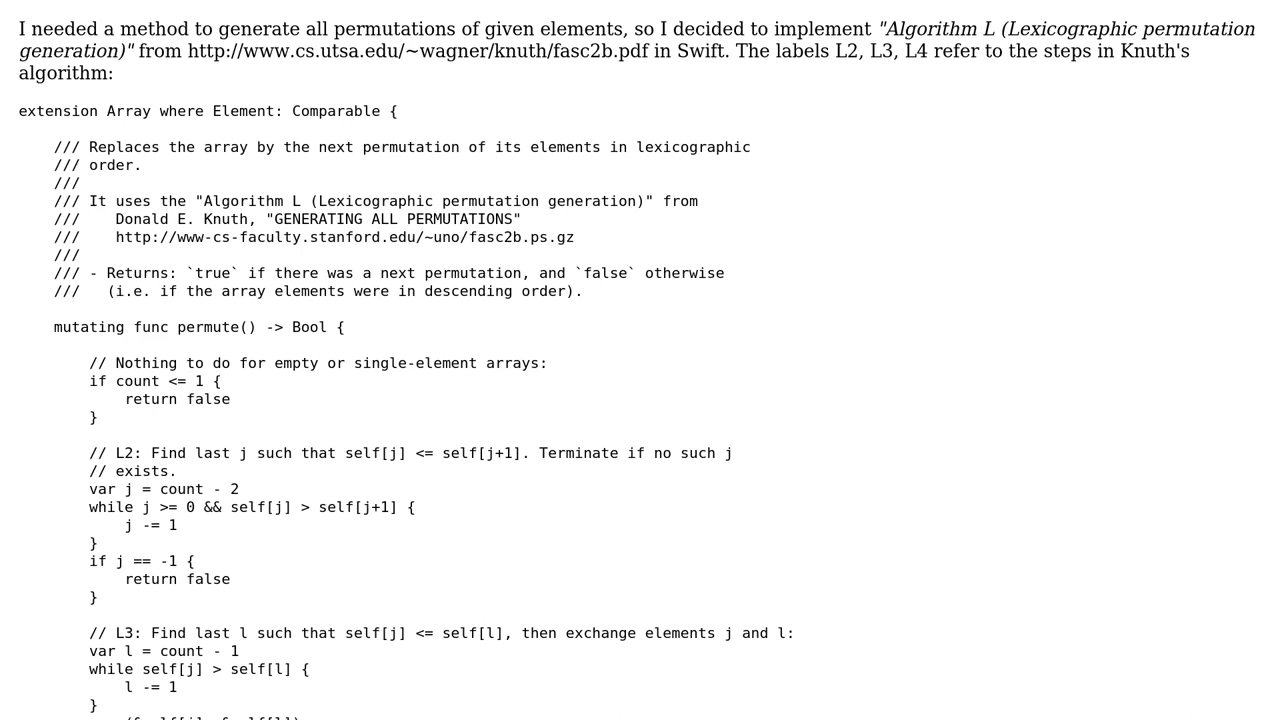 I needed a method to generate all permutations of given elements, so I decided to implement "Algorithm L (Lexicographic permutation
generation)" from http://www.cs.utsa.edu/~wagner/knuth/fasc2b.pdf in Swift. The labels L2, L3, L4 refer to the steps in Knuth's
algorithm:
extension Array where Element: Comparable {
/// Replaces the array by the next permutation of its elements in lexicographic
/// order.
///
/// It uses the "Algorithm L (Lexicographic permutation generation)" from
///    Donald E. Knuth, "GENERATING ALL PERMUTATIONS"
///    http://www-cs-faculty.stanford.edu/~uno/fasc2b.ps.gz
///
/// - Returns: `true` if there was a next permutation, and `false` otherwise
///   (i.e. if the array elements were in descending order).
mutating func permute() -> Bool {
// Nothing to do for empty or single-element arrays:
if count <= 1 {
return false
}
// L2: Find last j such that self[j] <= self[j+1]. Terminate if no such j
// exists.
var j = count - 2
while j >= 0 && self[j] > self[j+1] {
j -= 1
}
if j == -1 {
return false
}
// L3: Find last l such that self[j] <= self[l], then exchange elements j and l:
var l = count - 1
while self[j] > self[l] {
l -= 1
}